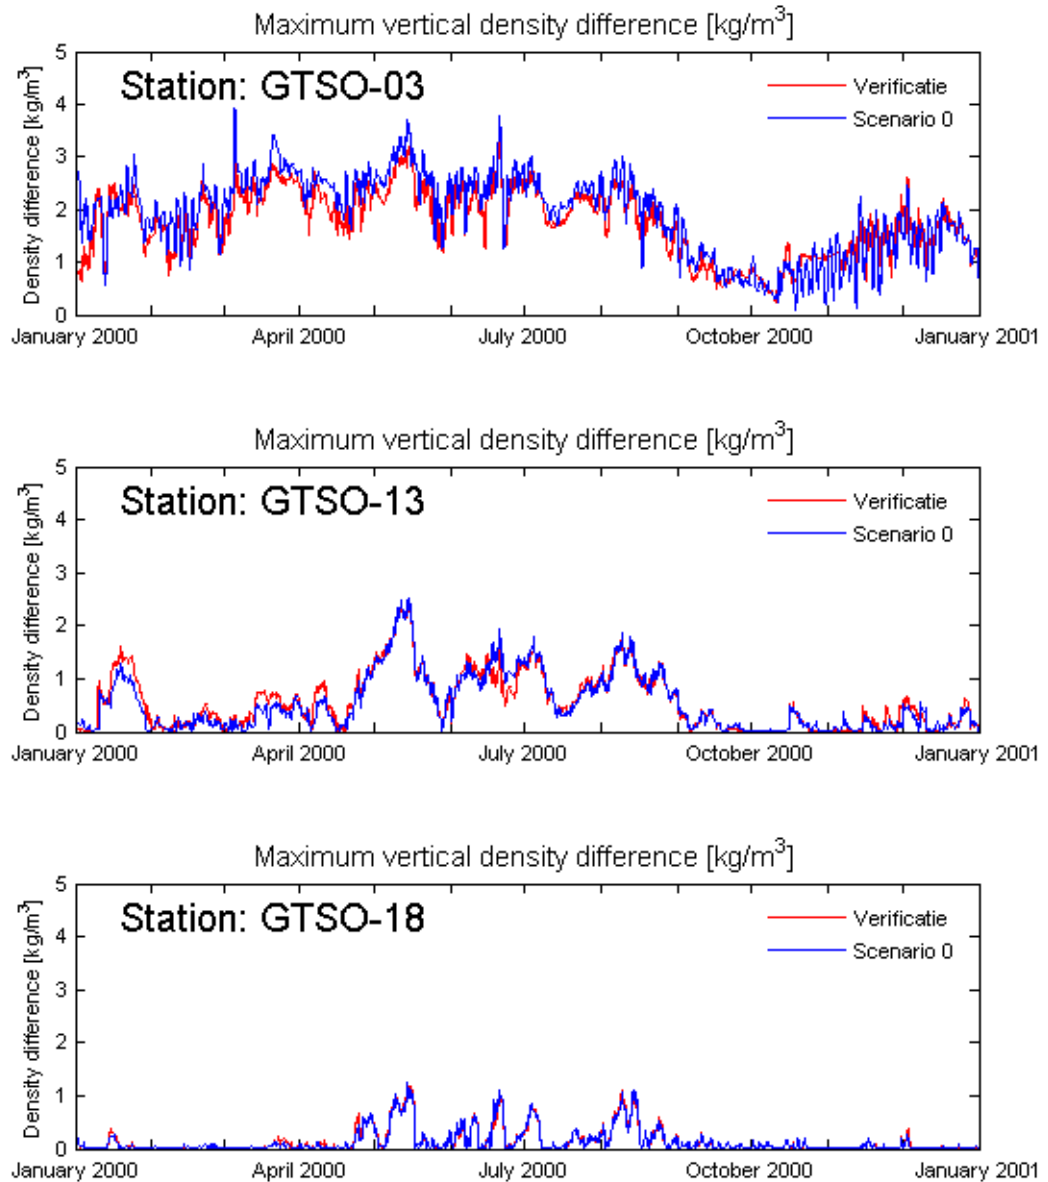 Maximum vertical density difference [kg/m³]
Density difference [kg/m³]
5
4
3
2
1
0
Station: GTSO-03
Verificatie
Scenario 0
January 2000 April 2000 July 2000 October 2000 January 2001
Maximum vertical density difference [kg/m³]
Density difference [kg/m³]
5
4
3
2
1
0
Station: GTSO-13
Verificatie
Scenario 0
January 2000 April 2000 July 2000 October 2000 January 2001
Maximum vertical density difference [kg/m³]
Density difference [kg/m³]
5
4
3
2
1
0
Station: GTSO-18
Verificatie
Scenario 0
January 2000 April 2000 July 2000 October 2000 January 2001